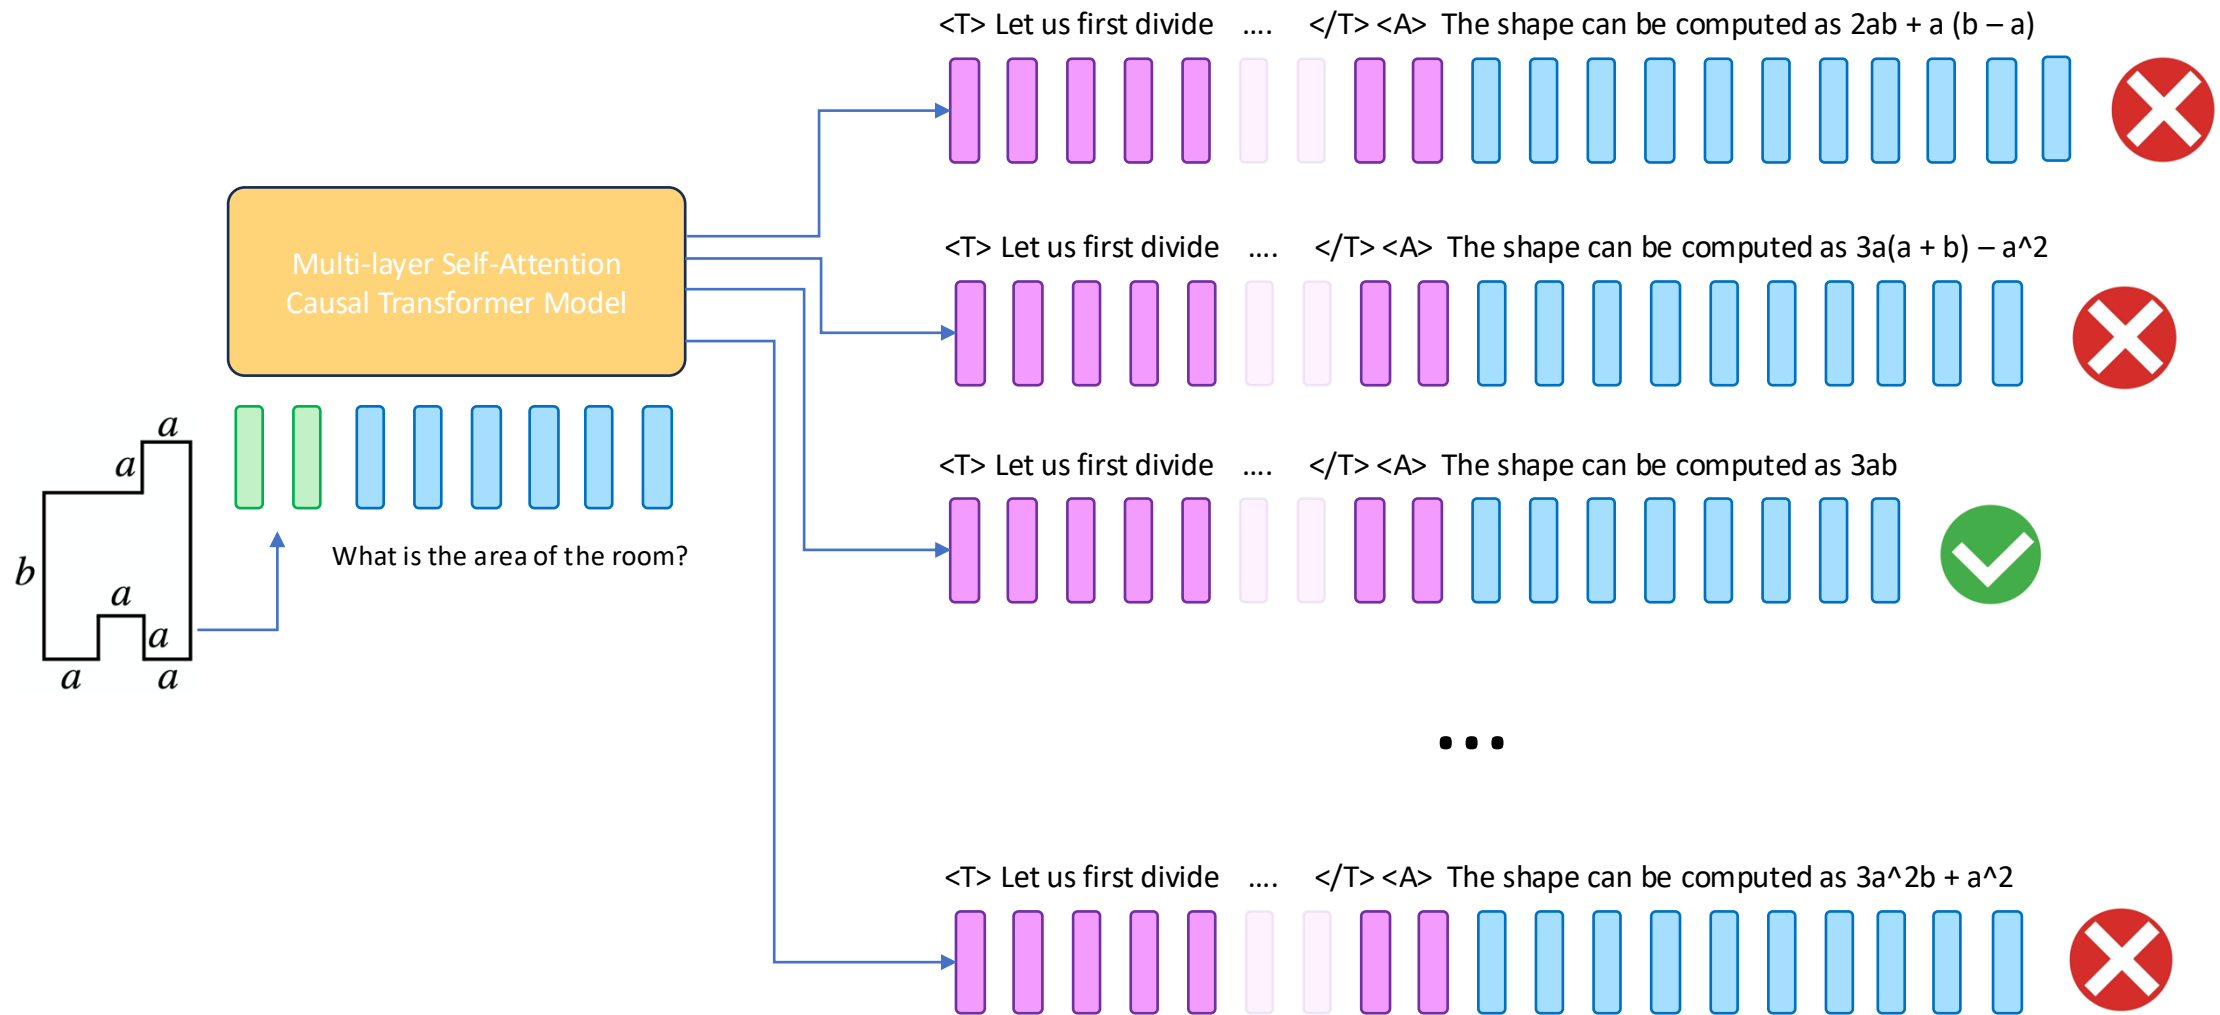 <T> Let us first divide …. </T> <A> The shape can be computed as 2ab + a (b – a)
Multi-layer Self-Attention
Causal Transformer Model
<T> Let us first divide …. </T> <A> The shape can be computed as 3a(a + b) – a^2
a
a
b
a
a
a
a
What is the area of the room?
<T> Let us first divide …. </T> <A> The shape can be computed as 3ab
...
<T> Let us first divide …. </T> <A> The shape can be computed as 3a^2b + a^2